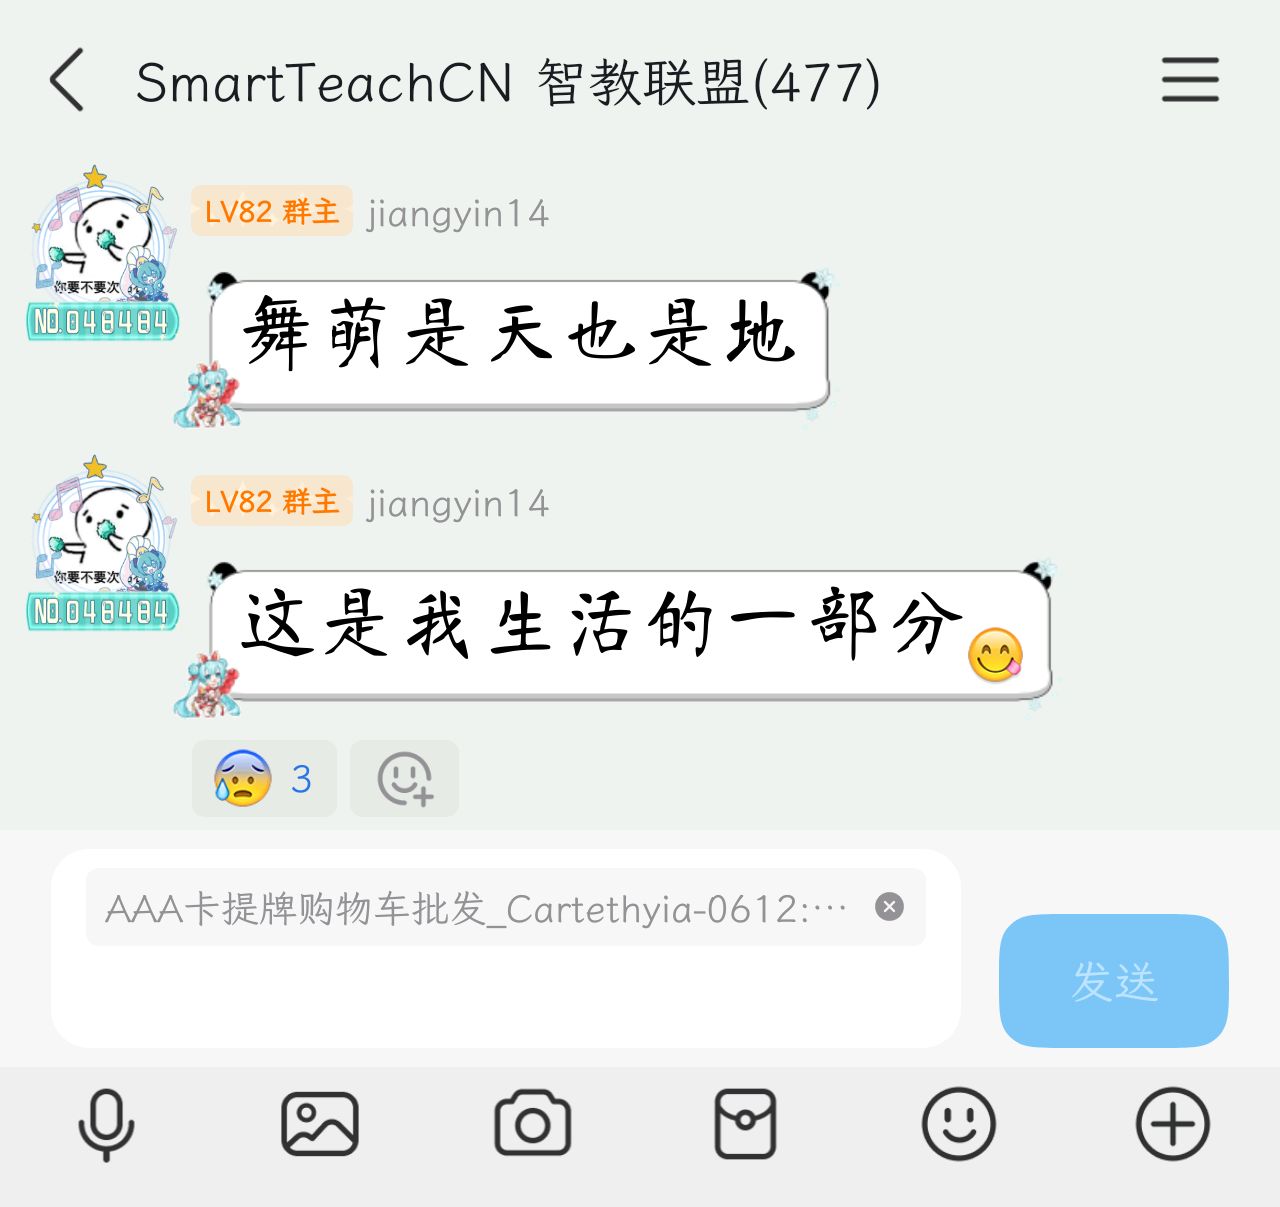 SmartTeachCN 智教联盟(477)
LV82 群主 jiangyin14
舞萌是天也是地
你要不要次
NO.048484
LV82 群主 jiangyin14
这是我生活的一部分😋
你要不要次
NO.048484
😰 3
AAA卡提牌购物车批发_Cartethyia-0612:…
发送